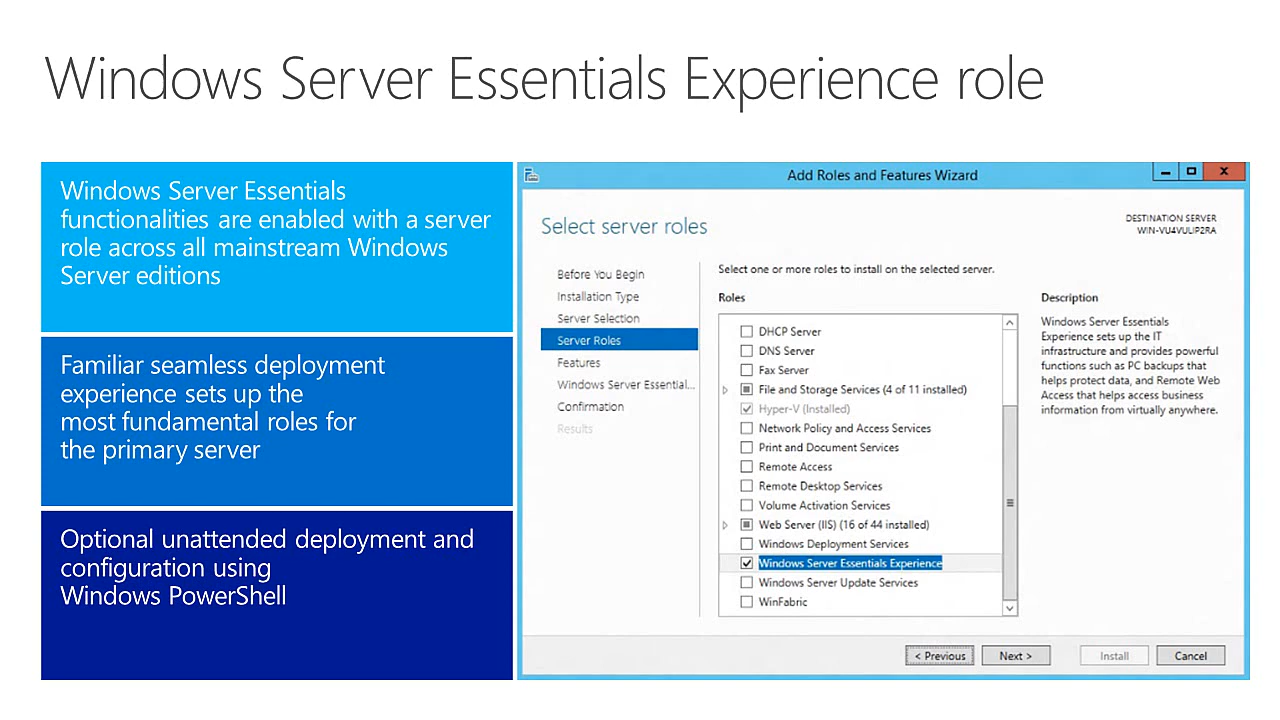 Windows Server Essentials Experience role
Windows Server Essentials
functionalities are enabled with a server
role across all mainstream Windows
Server editions
Familiar seamless deployment
experience sets up the
most fundamental roles for
the primary server
Optional unattended deployment and
configuration using
Windows PowerShell
Add Roles and Features Wizard
Select server roles
DESTINATION SERVER
WIN-VU4VULIP2RA
Before You Begin
Installation Type
Server Selection
Server Roles
Features
Windows Server Essential...
Confirmation
Results
Select one or more roles to install on the selected server.
Roles
DHCP Server
DNS Server
Fax Server
File and Storage Services (4 of 11 installed)
Hyper-V (Installed)
Network Policy and Access Services
Print and Document Services
Remote Access
Remote Desktop Services
Volume Activation Services
Web Server (IIS) (16 of 44 installed)
Windows Deployment Services
Windows Server Essentials Experience
Windows Server Update Services
WinFabric
Description
Windows Server Essentials
Experience sets up the IT
infrastructure and provides powerful
functions such as PC backups that
helps protect data, and Remote Web
Access that helps access business
information from virtually anywhere.
< Previous
Next >
Install
Cancel